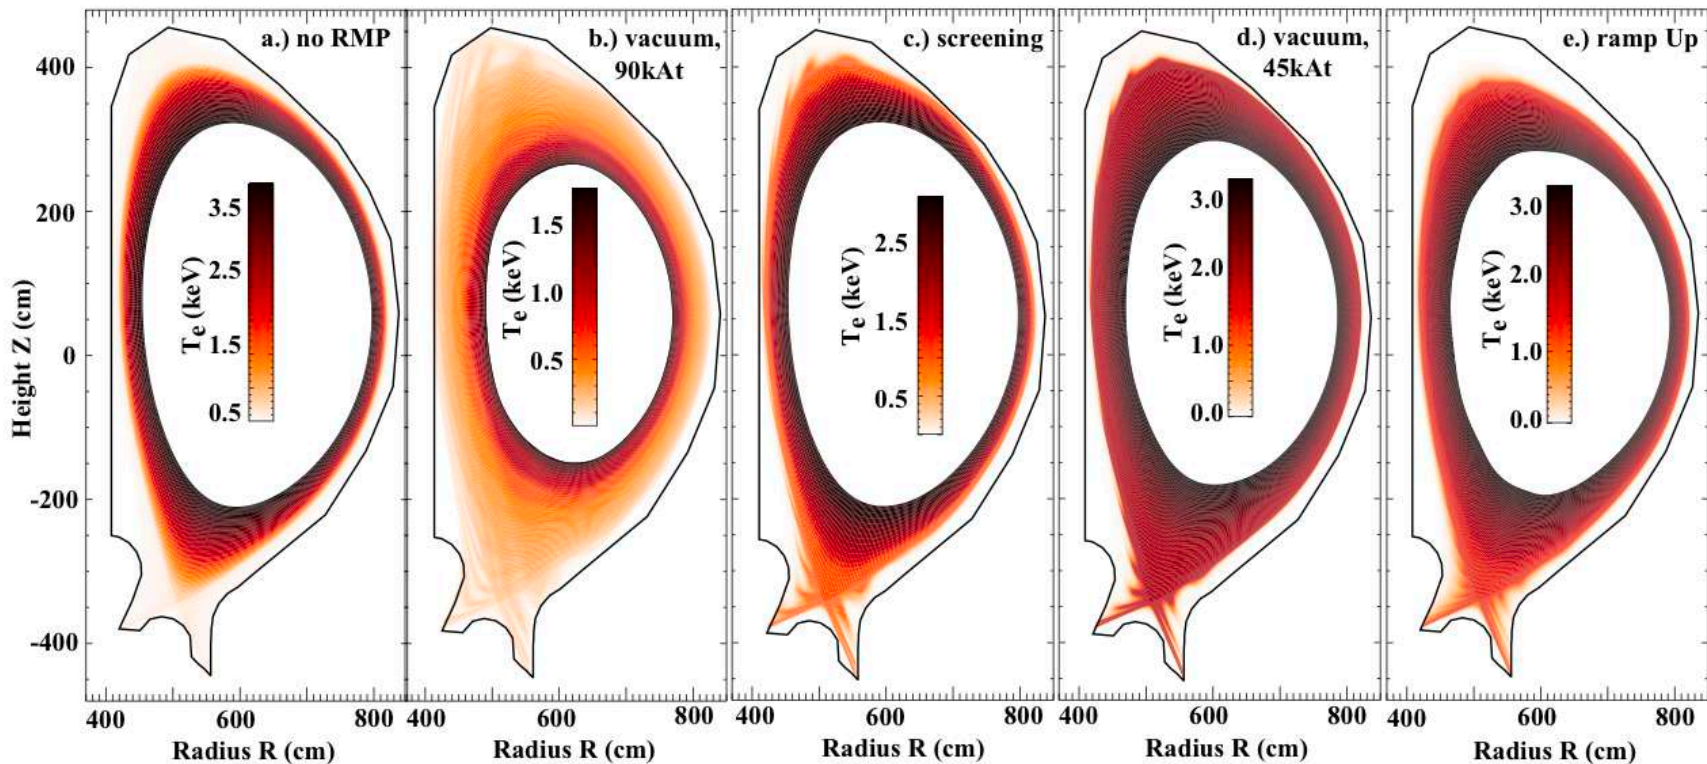 a.) no RMP
b.) vacuum,
90kAt
c.) screening
d.) vacuum,
45kAt
e.) ramp Up
400
200
0
-200
-400
Height Z (cm)
3.5
2.5
1.5
0.5
Te (keV)
1.5
1.0
0.5
Te (keV)
2.5
1.5
0.5
Te (keV)
3.0
2.0
1.0
0.0
Te (keV)
3.0
2.0
1.0
0.0
Te (keV)
400 600 800
400 600 800
400 600 800
400 600 800
400 600 800
Radius R (cm)
Radius R (cm)
Radius R (cm)
Radius R (cm)
Radius R (cm)